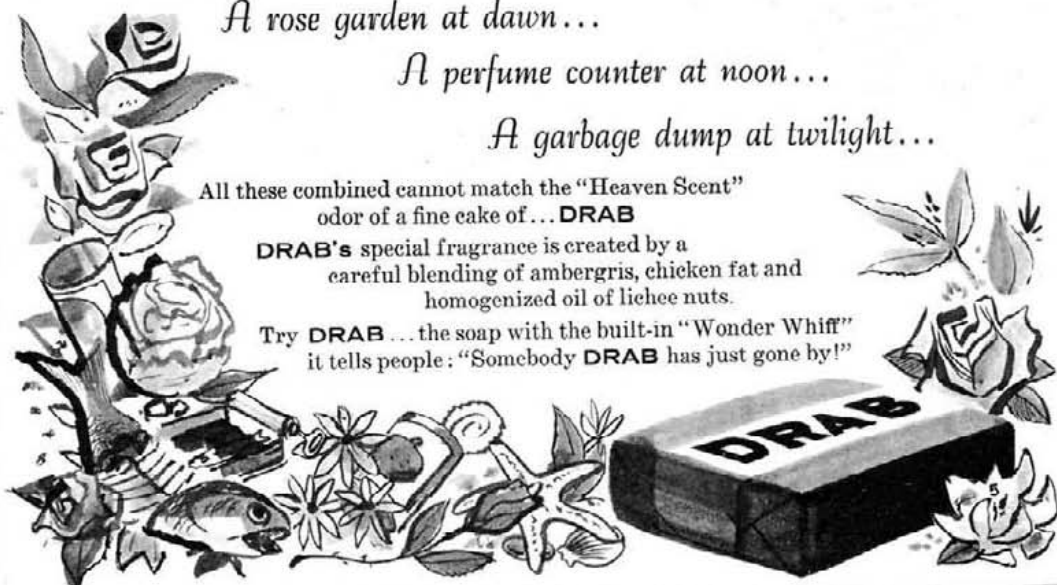 A rose garden at dawn...
A perfume counter at noon...
A garbage dump at twilight...
All these combined cannot match the "Heaven Scent"
odor of a fine cake of...DRAB
DRAB's special fragrance is created by a
careful blending of ambergris, chicken fat and
homogenized oil of lichee nuts.
Try DRAB...the soap with the built-in "Wonder Whiff"
it tells people: "Somebody DRAB has just gone by!"
DRAB